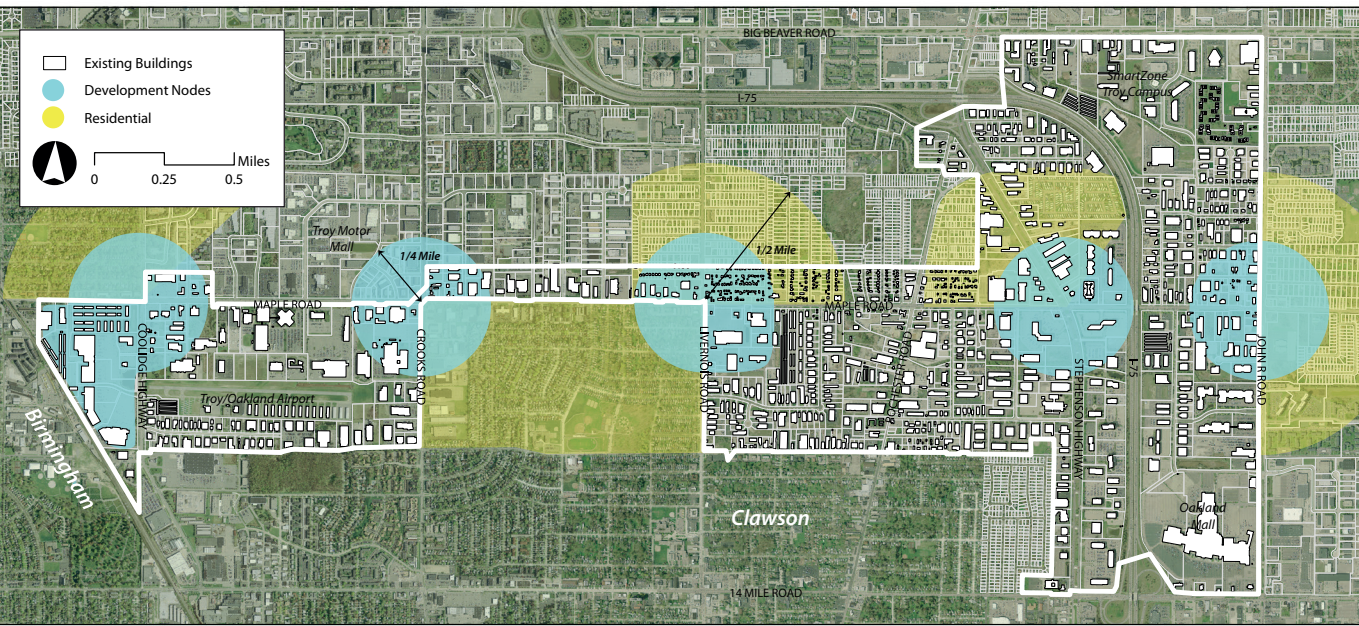 BIG BEAVER ROAD
Existing Buildings
Development Nodes
Residential
Miles
0
0.25
0.5
I-75
SmartZone
Troy Campus
Troy Motor
Mall
1/4 Mile
1/2 Mile
MAPLE ROAD
MAPLE ROAD
COOLIDGE HIGHWAY
CROOKS ROAD
LIVERNOIS ROAD
ROCHESTER ROAD
STEPHENSON HIGHWAY
I-75
JOHN R ROAD
Troy/Oakland Airport
Birmingham
Clawson
Oakland
Mall
14 MILE ROAD